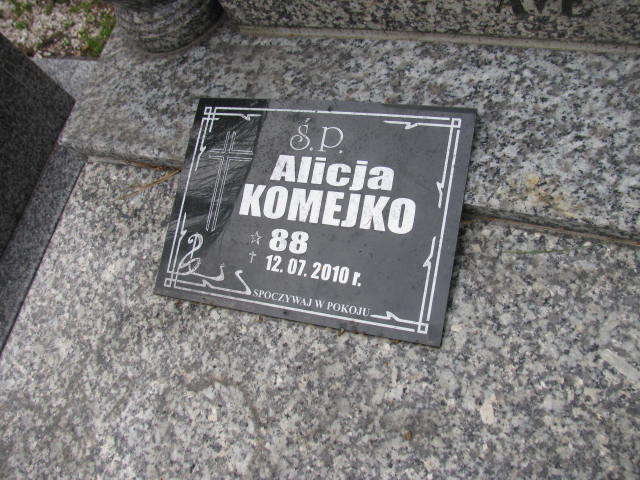 Ś.P.
Alicja
KOMEJKO
☆ 88
† 12.07.2010 r.
SPOCZYWAJ W POKOJU